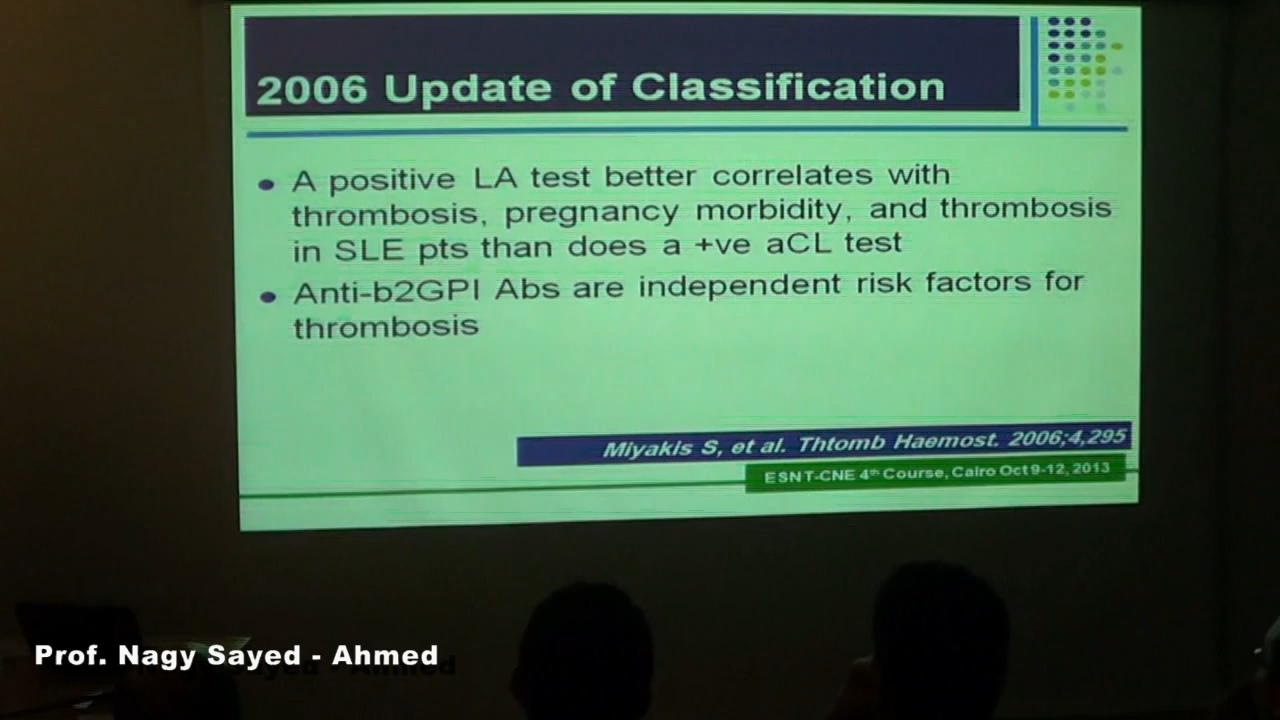 2006 Update of Classification
• A positive LA test better correlates with
thrombosis, pregnancy morbidity, and thrombosis
in SLE pts than does a +ve aCL test
• Anti-b2GPI Abs are independent risk factors for
thrombosis
Miyakis S, et al. Thtomb Haemost. 2006;4,295
ESNT-CNE 4th Course, Cairo Oct 9-12, 2013
Prof. Nagy Sayed - Ahmed